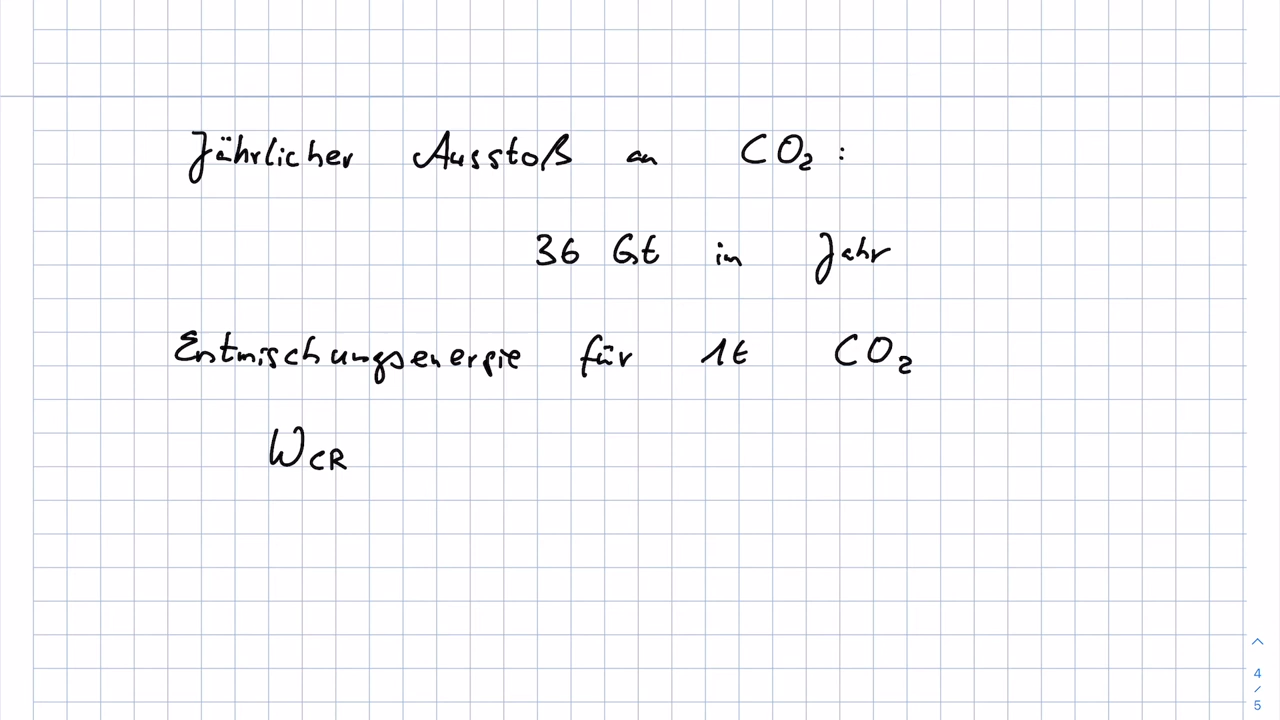 Jährlicher Ausstoß an CO₂ :
36 Gt im Jahr
Entmischungsenergie für 1t CO₂
W_CR
4
/
5